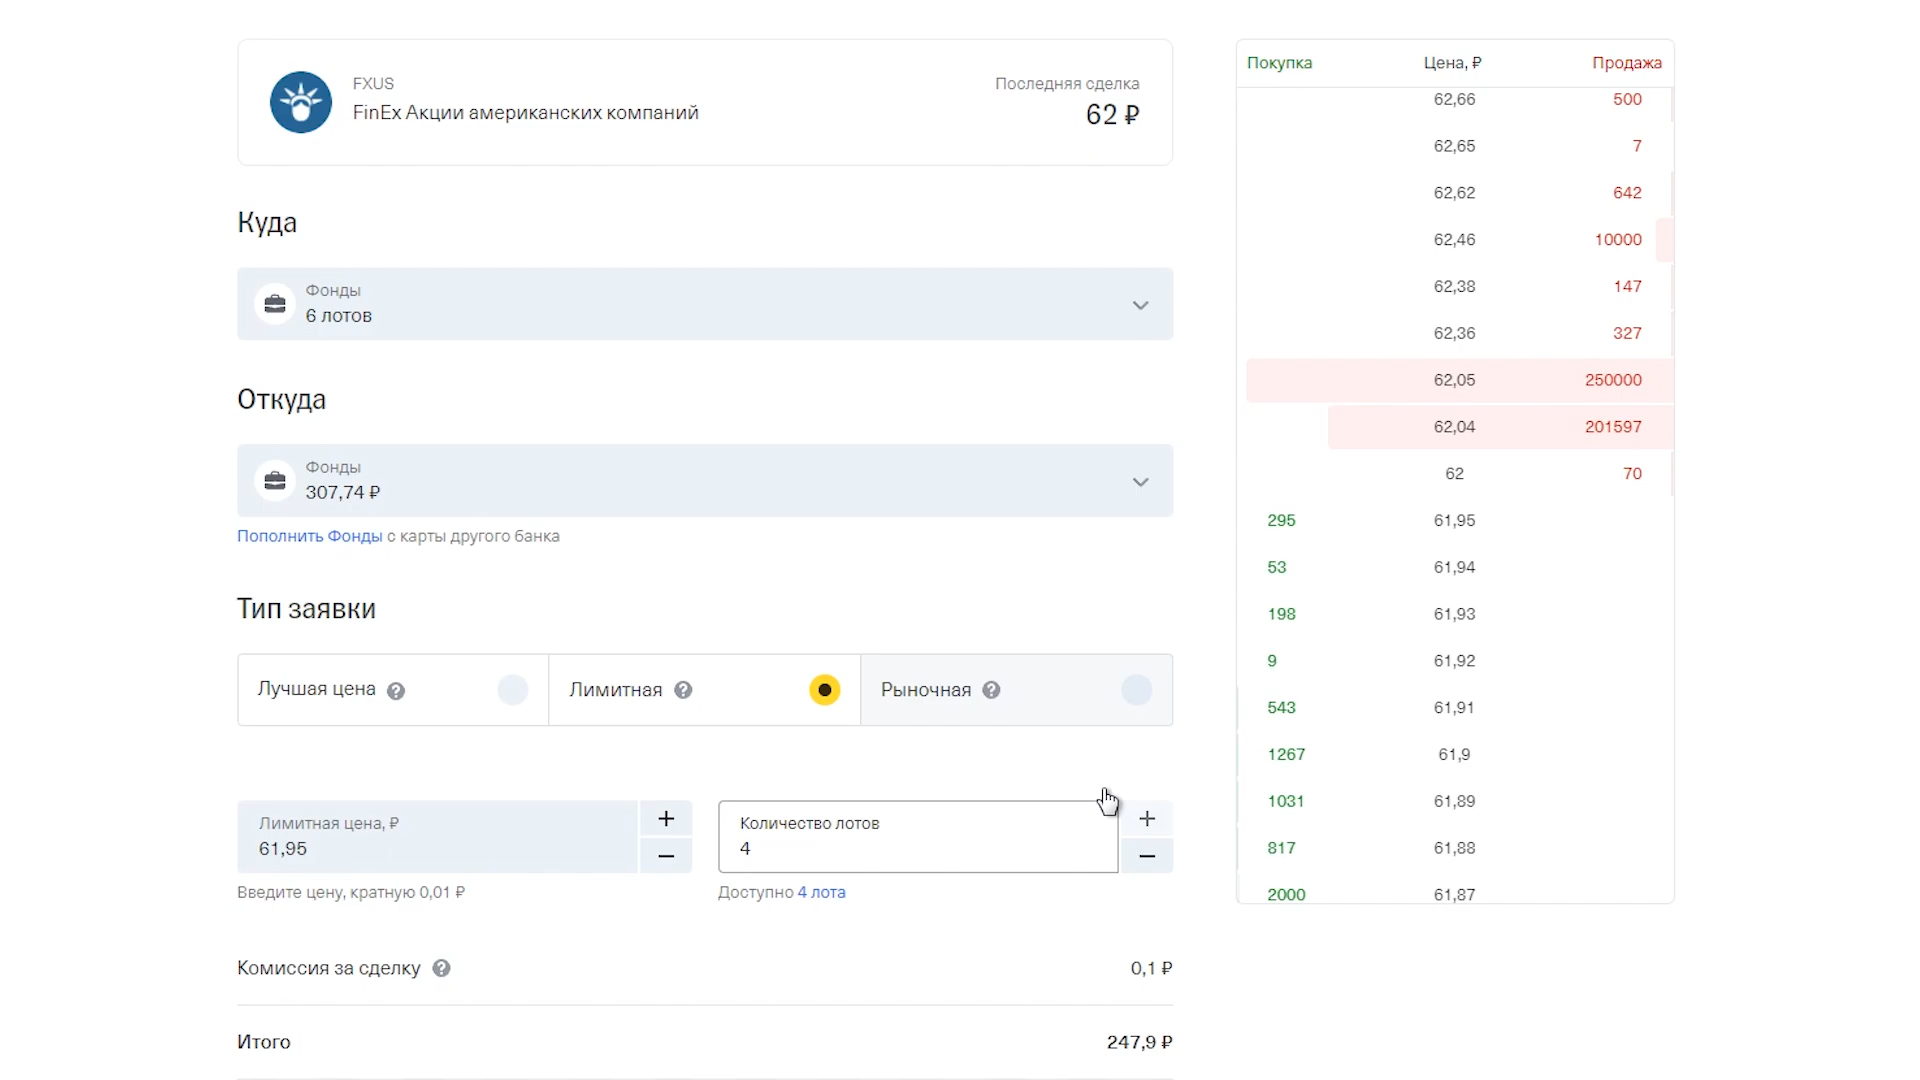 FXUS
FinEx Акции американских компаний
Последняя сделка
62 ₽
Куда
Фонды
6 лотов
Откуда
Фонды
307,74 ₽
Пополнить Фонды с карты другого банка
Тип заявки
Лучшая цена ?
Лимитная ?
Рыночная ?
Лимитная цена, ₽
61,95
+
−
Введите цену, кратную 0,01 ₽
Количество лотов
4
+
−
Доступно 4 лота
Комиссия за сделку ? 0,1 ₽
Итого 247,9 ₽
Покупка Цена, ₽ Продажа
62,66 500
62,65 7
62,62 642
62,46 10000
62,38 147
62,36 327
62,05 250000
62,04 201597
62 70
295 61,95
53 61,94
198 61,93
9 61,92
543 61,91
1267 61,9
1031 61,89
817 61,88
2000 61,87